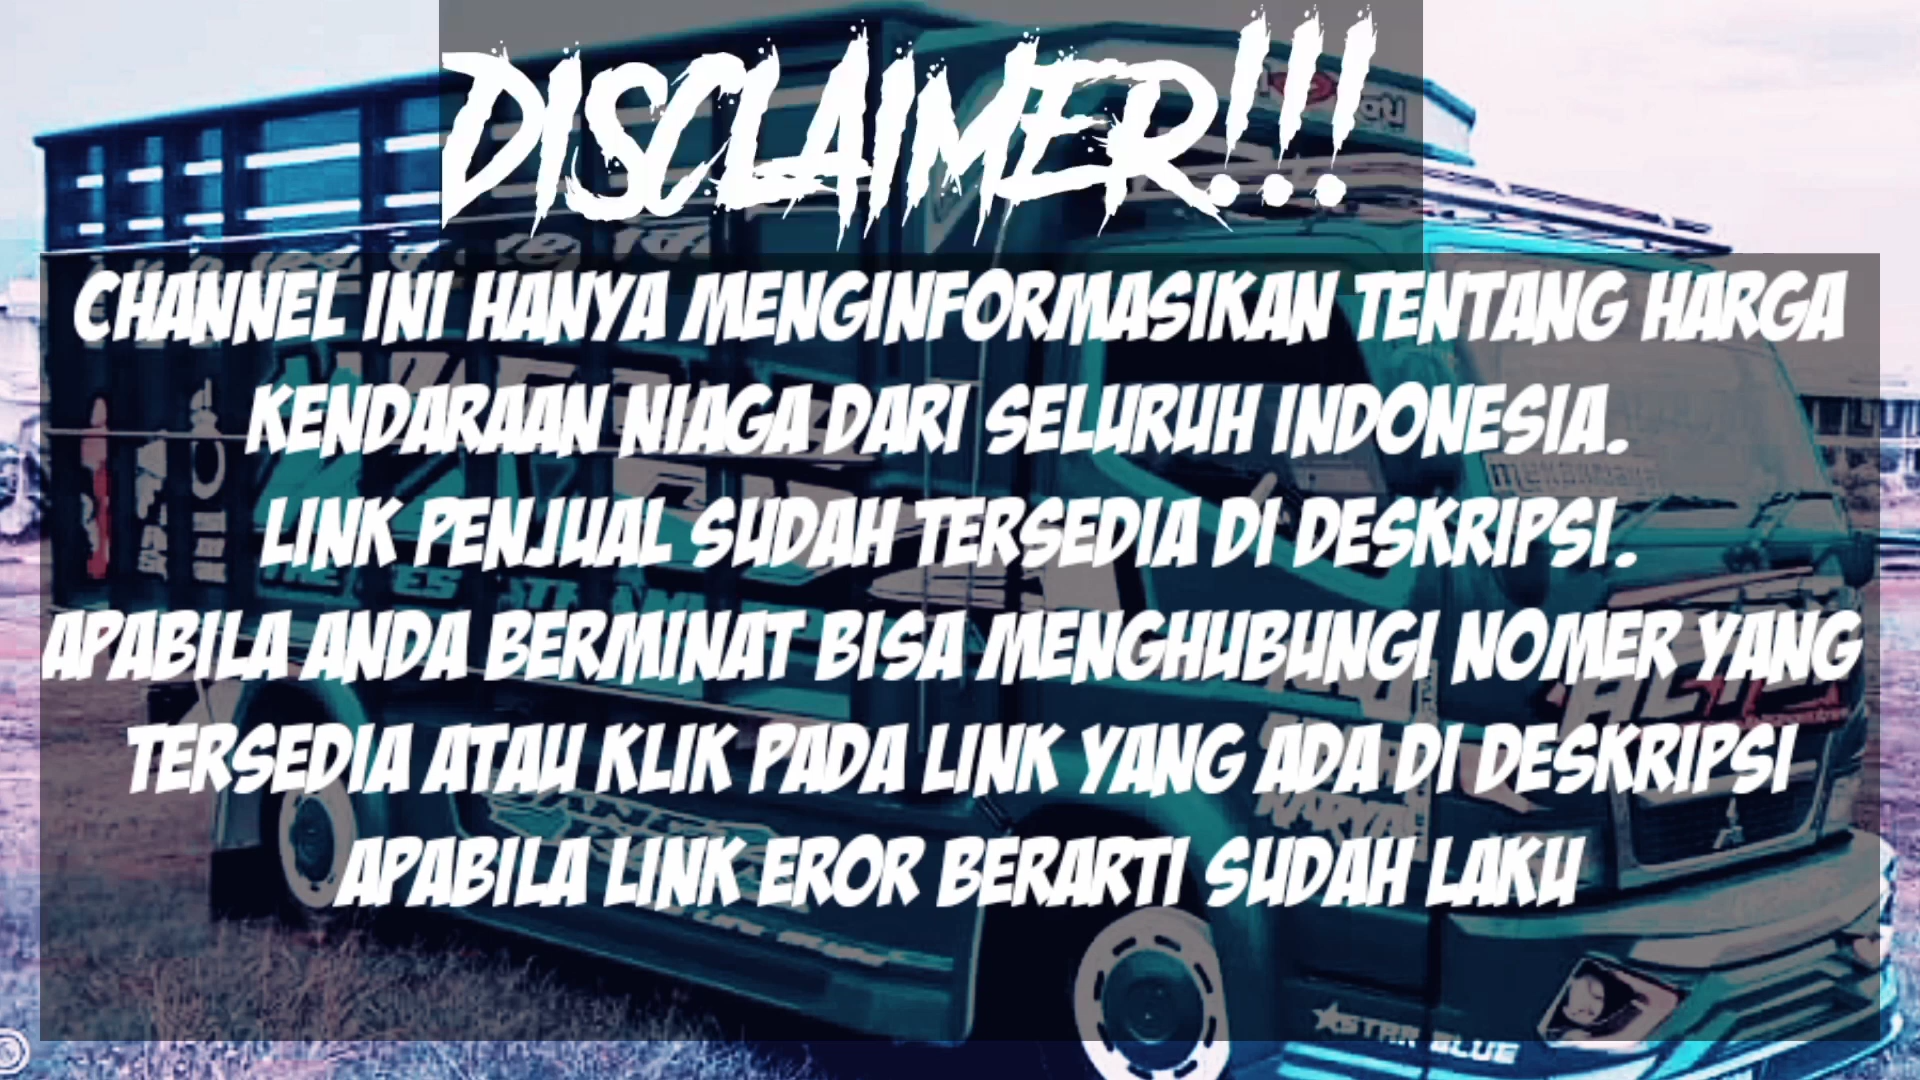 DISCLAIMER!!!
CHANNEL INI HANYA MENGINFORMASIKAN TENTANG HARGA
KENDARAAN NIAGA DARI SELURUH INDONESIA.
LINK PENJUAL SUDAH TERSEDIA DI DESKRIPSI.
APABILA ANDA BERMINAT BISA MENGHUBUNGI NOMER YANG
TERSEDIA ATAU KLIK PADA LINK YANG ADA DI DESKRIPSI
APABILA LINK EROR BERARTI SUDAH LAKU
STAR BLUE